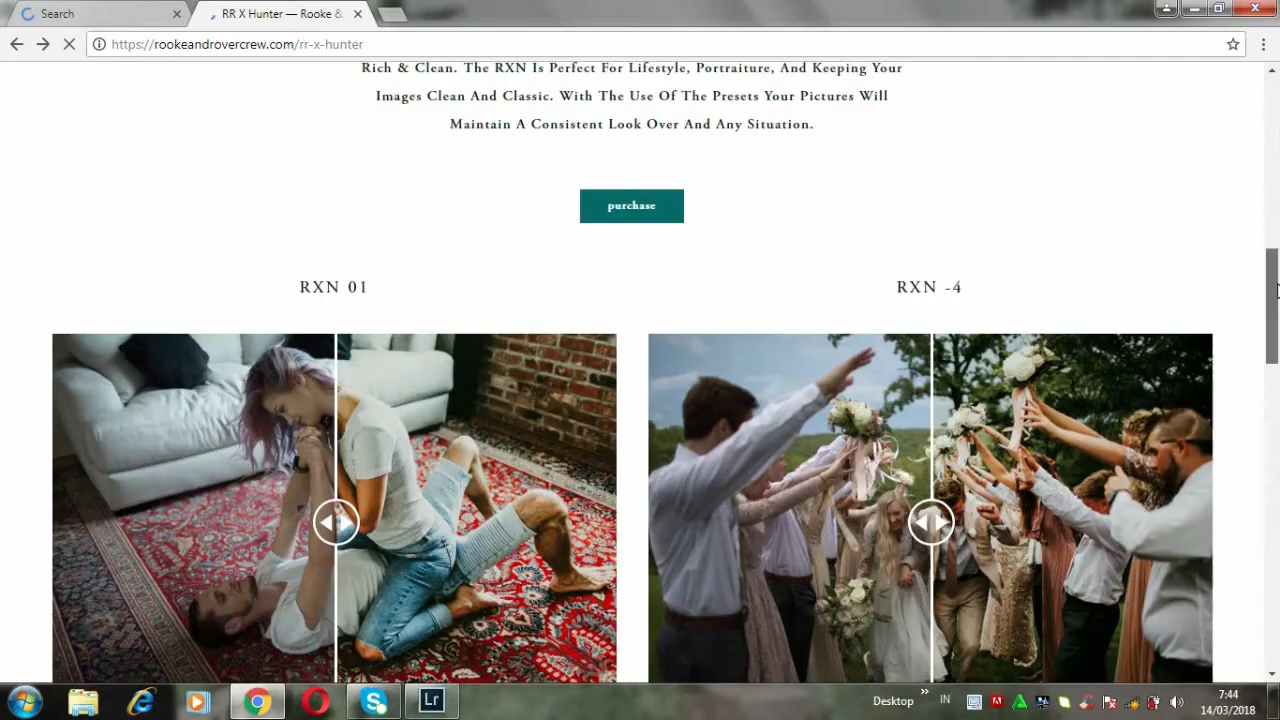 Search
RR X Hunter — Rooke &
https://rookeandrovercrew.com/rr-x-hunter
Rich & Clean. The RXN Is Perfect For Lifestyle, Portraiture, And Keeping Your
Images Clean And Classic. With The Use Of The Presets Your Pictures Will
Maintain A Consistent Look Over And Any Situation.
purchase
RXN 01
RXN -4
Lr
Desktop
IN
7:44
14/03/2018